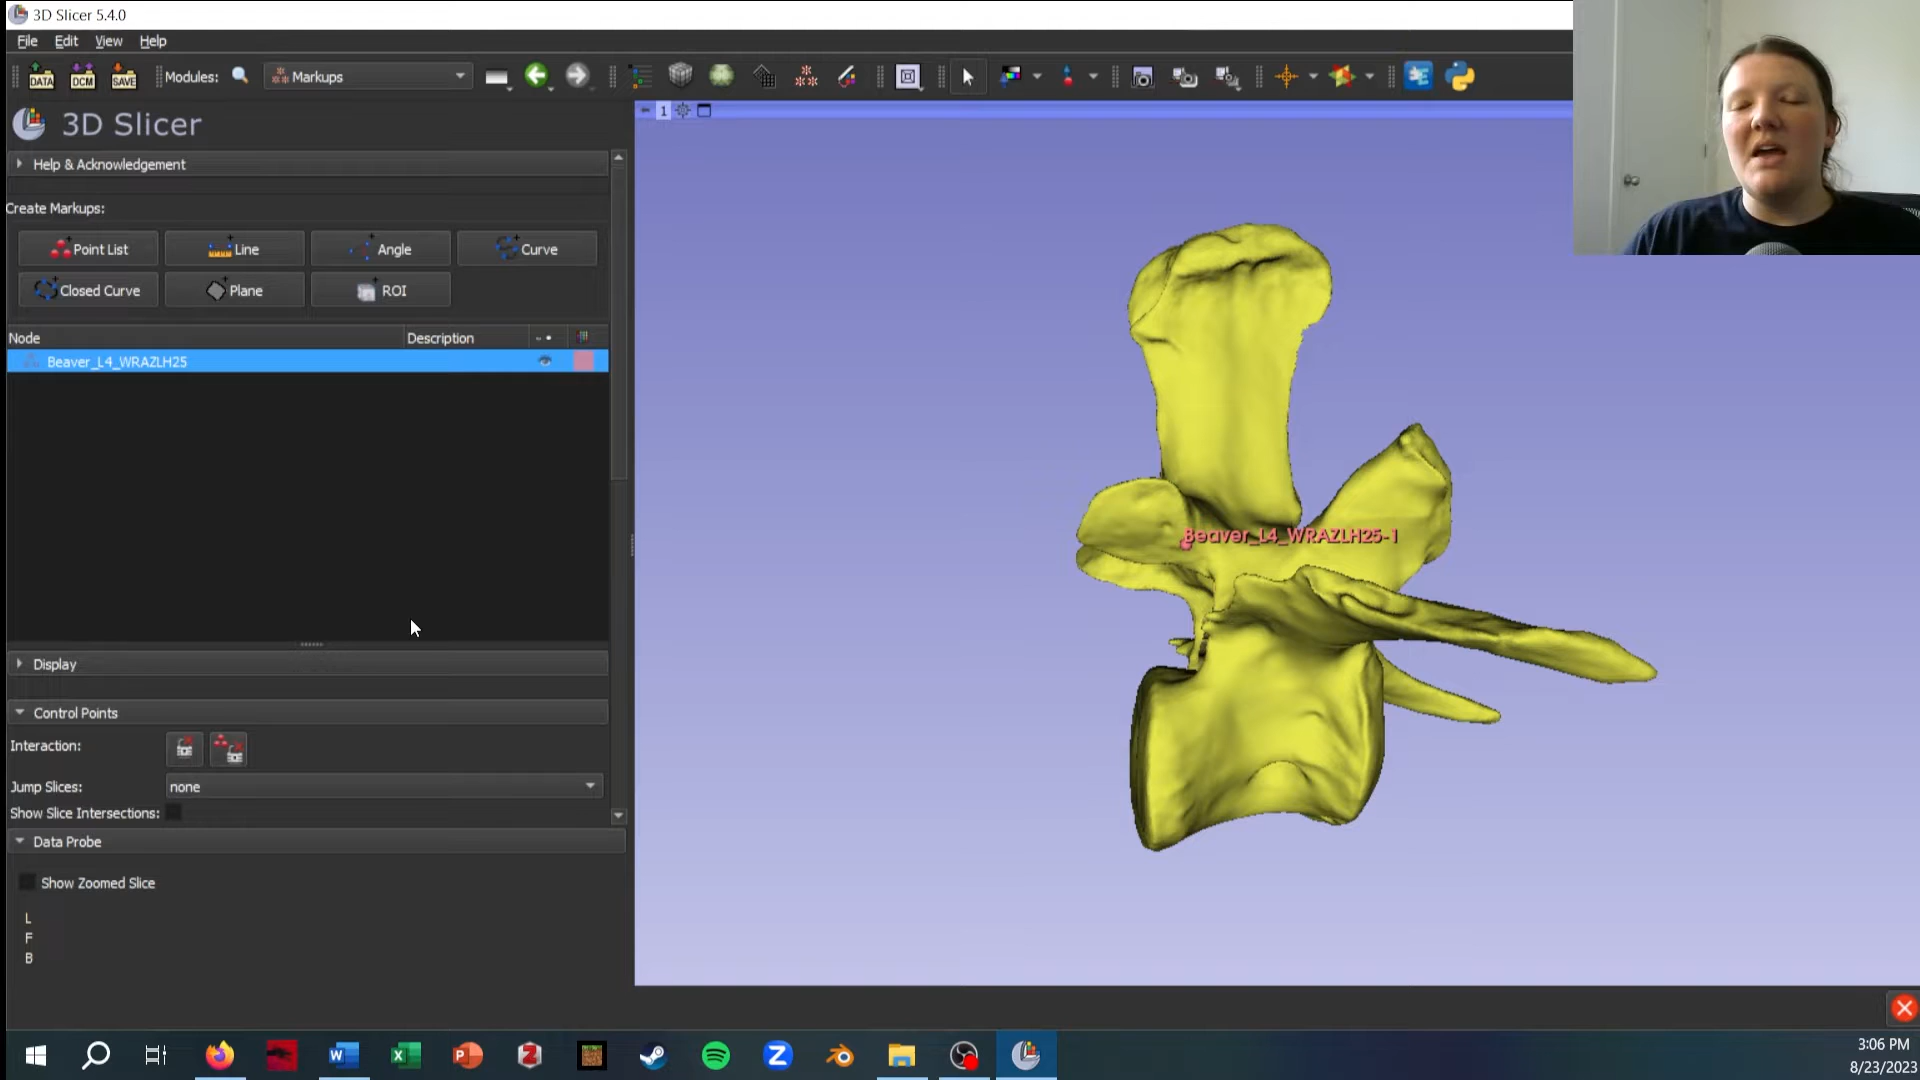 3D Slicer 5.4.0
File Edit View Help
DATA DCM SAVE Modules: Markups
3D Slicer
1
Help & Acknowledgement
Create Markups:
Point List Line Angle Curve
Closed Curve Plane ROI
Node Description
Beaver_L4_WRAZLH25
Beaver_L4_WRAZLH25-1
Display
Control Points
Interaction:
Jump Slices: none
Show Slice Intersections:
Data Probe
Show Zoomed Slice
L
F
B
3:06 PM
8/23/2023